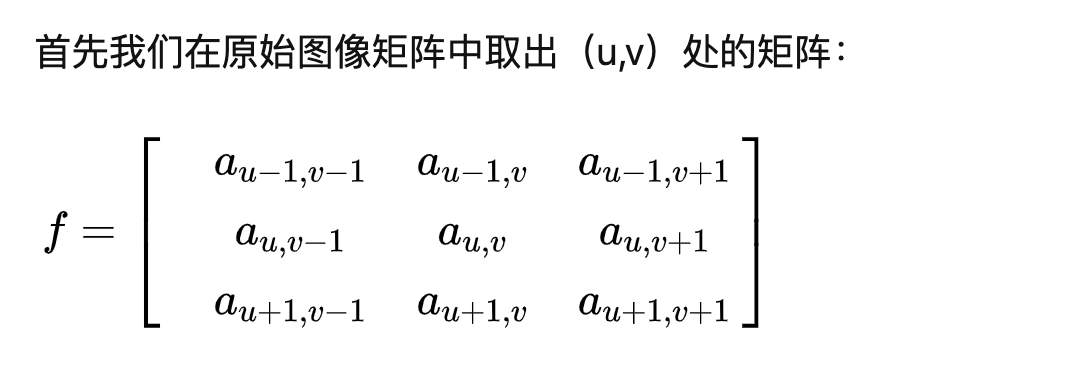 首先我们在原始图像矩阵中取出（u,v）处的矩阵：
f = [ a_{u-1,v-1} a_{u-1,v} a_{u-1,v+1}
a_{u,v-1} a_{u,v} a_{u,v+1}
a_{u+1,v-1} a_{u+1,v} a_{u+1,v+1} ]